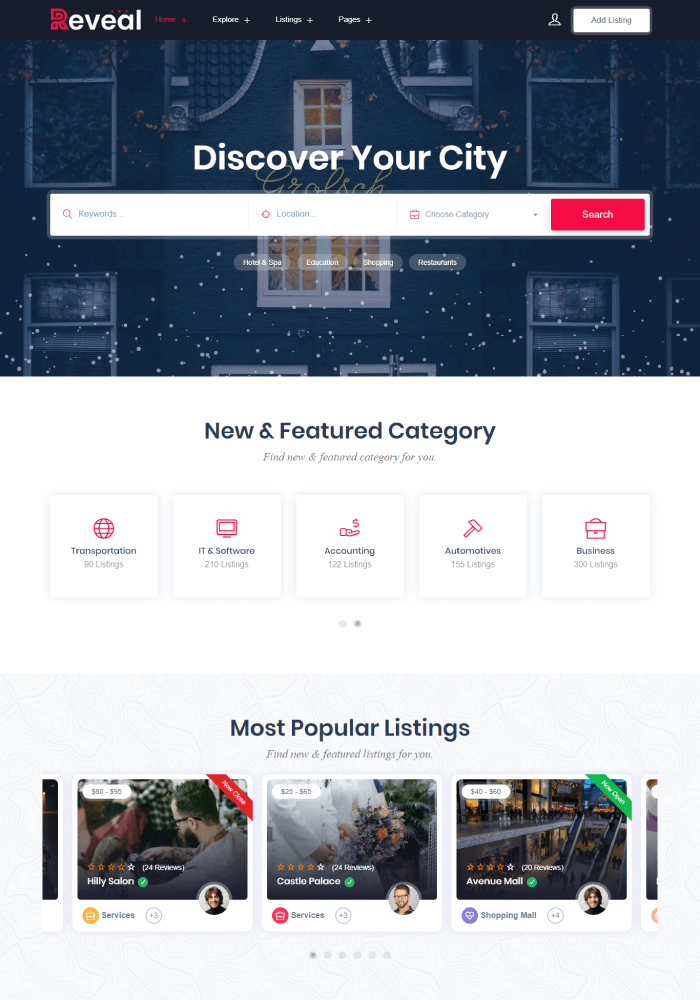 Reveal
Home + Explore + Listings + Pages + Add Listing
Discover Your City
Grolsch
Keywords... Location... Choose Category Search
Hotel & Spa Education Shopping Restaurants
New & Featured Category
Find new & featured category for you.
Transportation IT & Software Accounting Automotives Business
90 Listings 210 Listings 122 Listings 155 Listings 300 Listings
Most Popular Listings
Find new & featured listings for you.
$80 - $95 Now Close $25 - $65 $40 - $60 Now Open
(24 Reviews) (24 Reviews) (20 Reviews)
Hilly Salon Castle Palace Avenue Mall
Services +3 Services +3 Shopping Mall +4